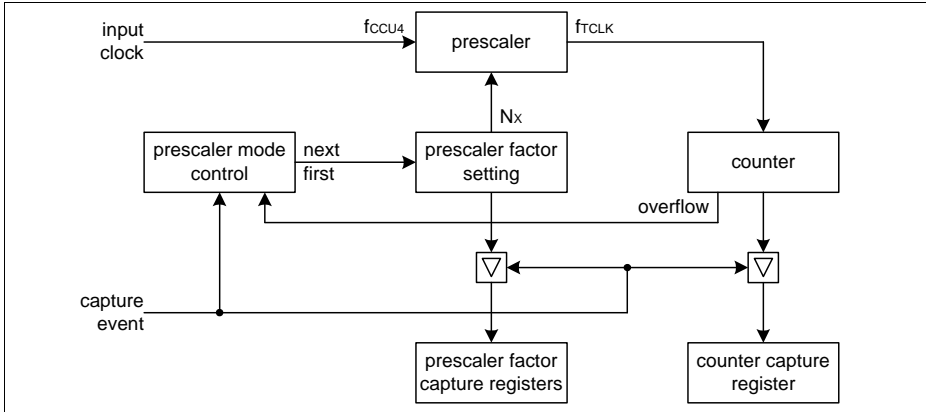 input
clock
fCCU4
prescaler
fTCLK
Nx
prescaler mode
control
next
first
prescaler factor
setting
counter
overflow
capture
event
prescaler factor
capture registers
counter capture
register